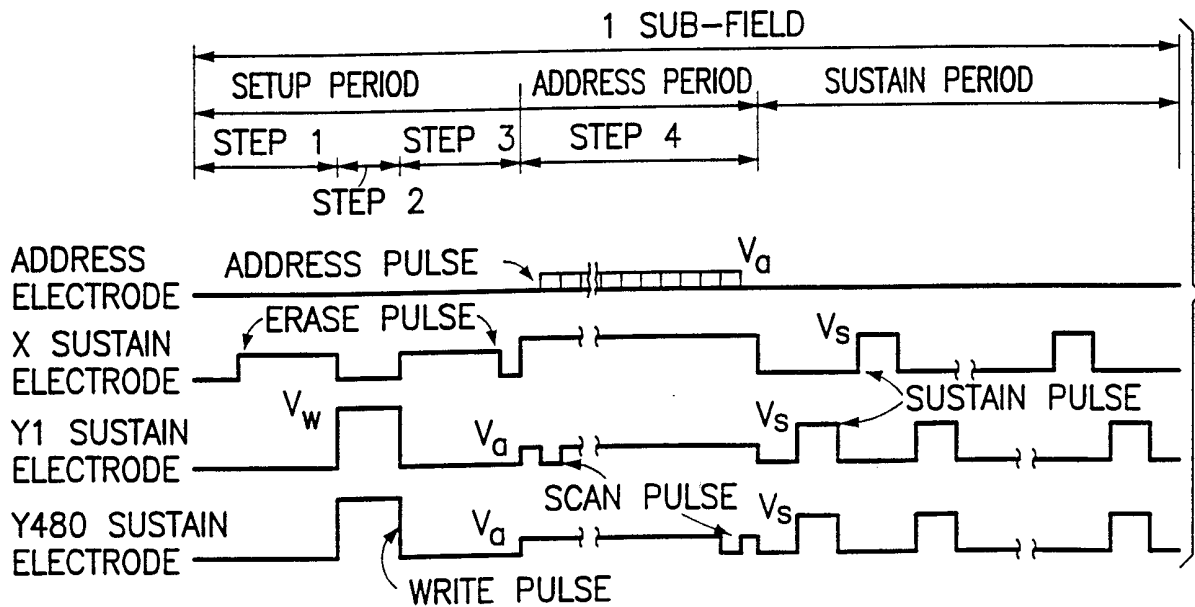 1 SUB-FIELD
SETUP PERIOD ADDRESS PERIOD SUSTAIN PERIOD
STEP 1 STEP 3 STEP 4
STEP 2
ADDRESS ELECTRODE
ADDRESS PULSE
Va
ERASE PULSE
X SUSTAIN ELECTRODE
Vs
SUSTAIN PULSE
Vw
Y1 SUSTAIN ELECTRODE
Va
Vs
SCAN PULSE
Y480 SUSTAIN ELECTRODE
Va
Vs
WRITE PULSE